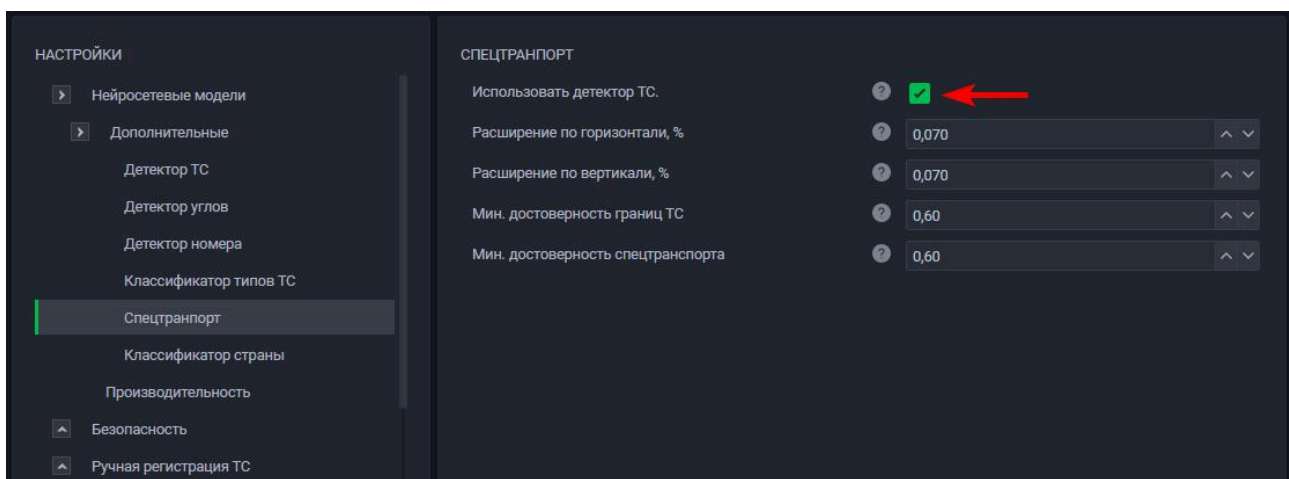 НАСТРОЙКИ
Нейросетевые модели
Дополнительные
Детектор ТС
Детектор углов
Детектор номера
Классификатор типов ТС
Спецтранпорт
Классификатор страны
Производительность
Безопасность
Ручная регистрация ТС
СПЕЦТРАНПОРТ
Использовать детектор ТС. ?
Расширение по горизонтали, % ? 0,070
Расширение по вертикали, % ? 0,070
Мин. достоверность границ ТС ? 0,60
Мин. достоверность спецтранспорта ? 0,60